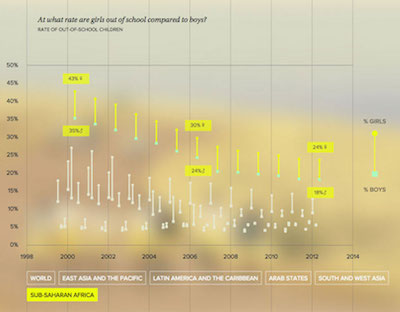 At what rate are girls out of school compared to boys?
RATE OF OUT-OF-SCHOOL CHILDREN
50%
45%
43% ♀
40%
35%
35% ♂
30%
30% ♀
25%
24% ♂
24% ♀
20%
18% ♂
15%
10%
5%
0%
% GIRLS
% BOYS
1998 2000 2002 2004 2006 2008 2010 2012 2014
WORLD EAST ASIA AND THE PACIFIC LATIN AMERICA AND THE CARIBBEAN ARAB STATES SOUTH AND WEST ASIA
SUB-SAHARAN AFRICA